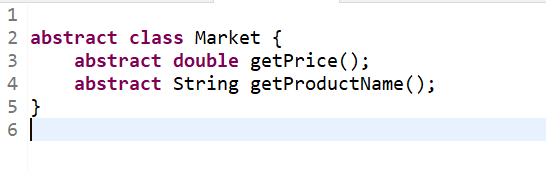 1
2 abstract class Market {
3     abstract double getPrice();
4     abstract String getProductName();
5 }
6